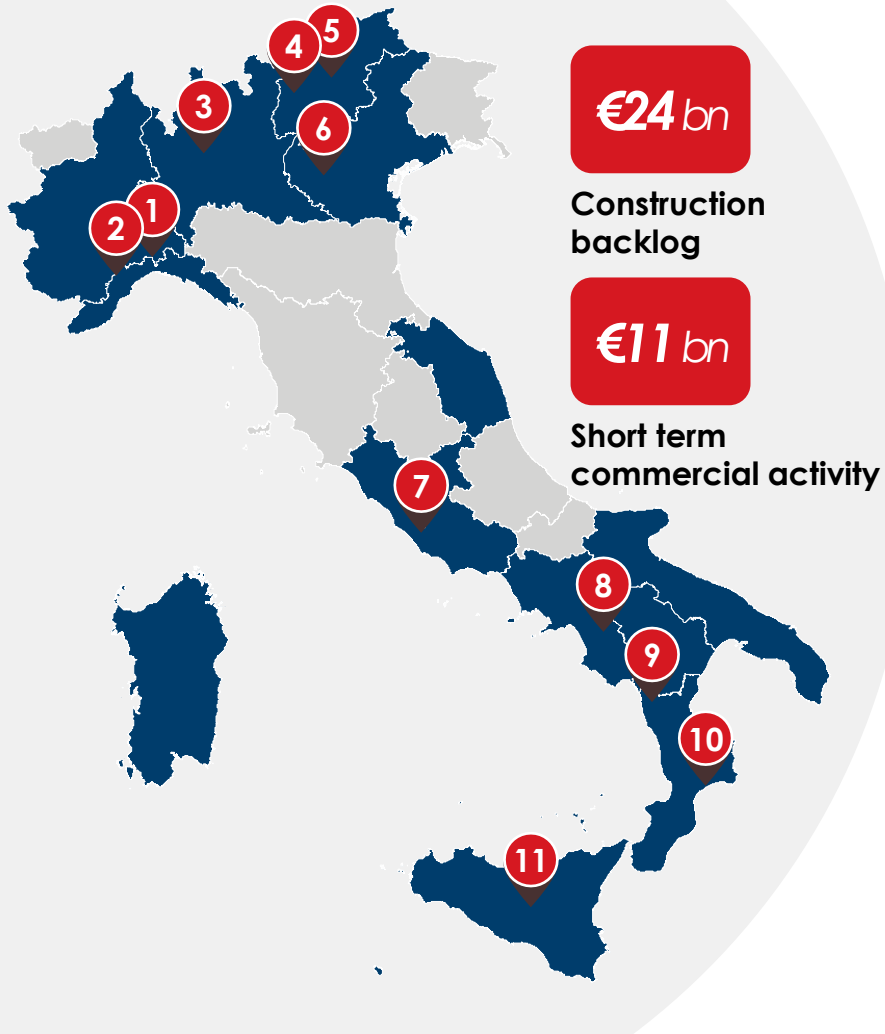 5
4
3
6
1
2
€24 bn
Construction
backlog
€11 bn
Short term
commercial activity
7
8
9
10
11